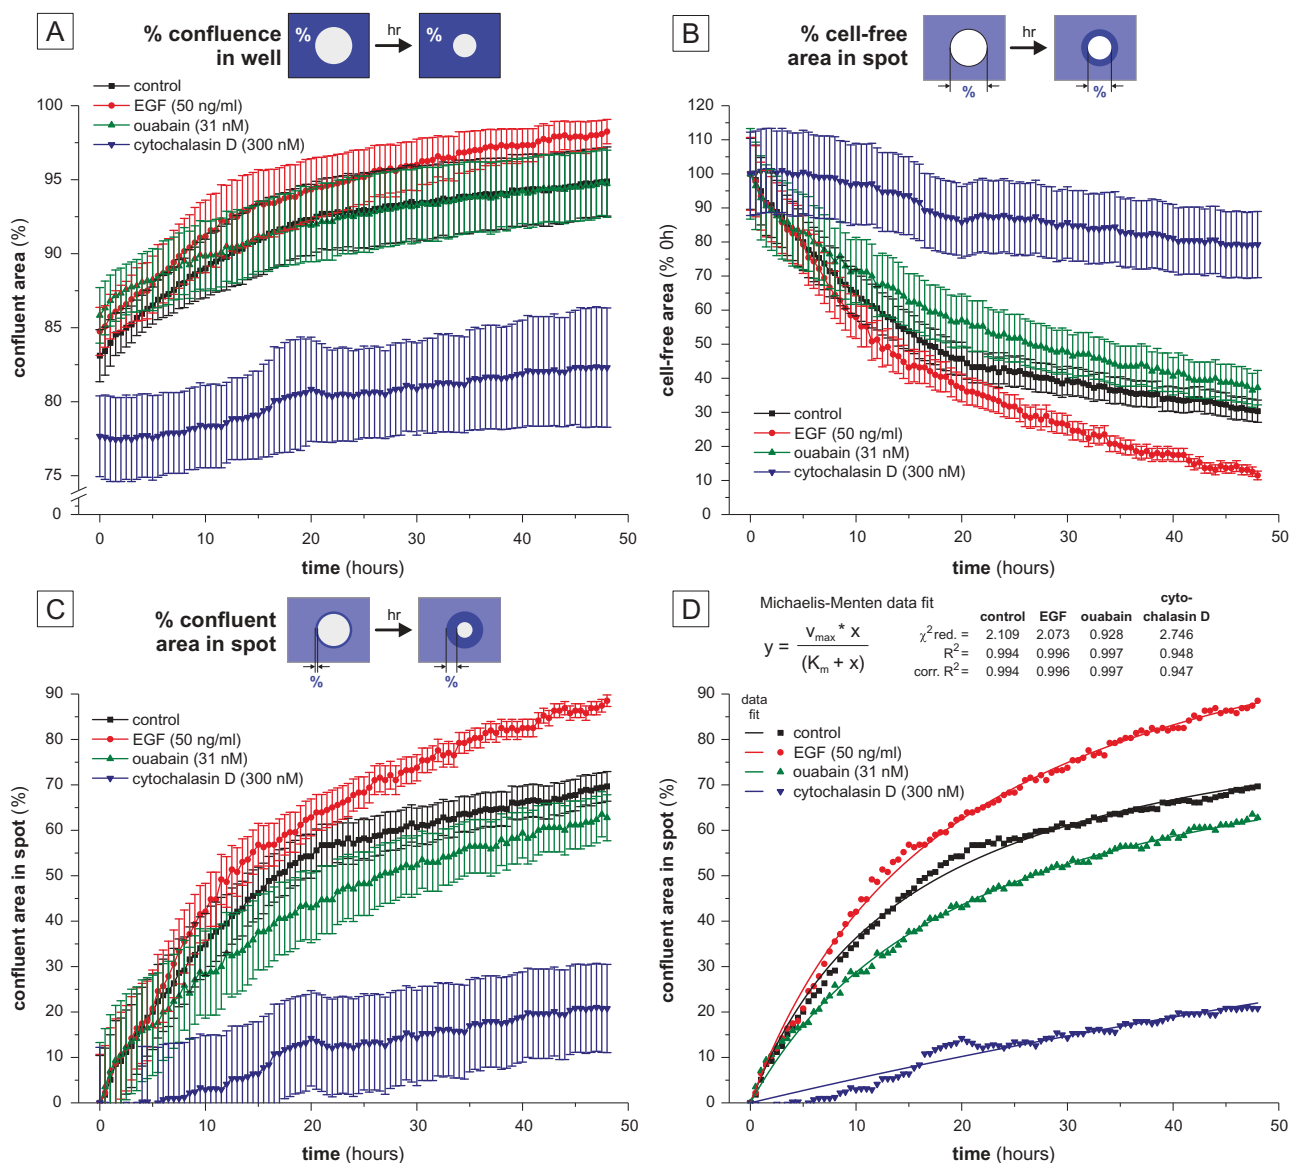 A
% confluence
in well
%
hr
%
control
EGF (50 ng/ml)
ouabain (31 nM)
cytochalasin D (300 nM)
confluent area (%)
100
95
90
85
80
75
0
0 10 20 30 40 50
time (hours)
B
% cell-free
area in spot
hr
%
%
cell-free area (% 0h)
120
110
100
90
80
70
60
50
40
30
20
10
0
control
EGF (50 ng/ml)
ouabain (31 nM)
cytochalasin D (300 nM)
0 10 20 30 40 50
time (hours)
C
% confluent
area in spot
hr
%
%
control
EGF (50 ng/ml)
ouabain (31 nM)
cytochalasin D (300 nM)
confluent area in spot (%)
90
80
70
60
50
40
30
20
10
0
0 10 20 30 40 50
time (hours)
D
Michaelis-Menten data fit
y = vmax * x / (Km + x)
control EGF ouabain cyto-chalasin D
χ² red. = 2.109 2.073 0.928 2.746
R² = 0.994 0.996 0.997 0.948
corr. R² = 0.994 0.996 0.997 0.947
data
fit
control
EGF (50 ng/ml)
ouabain (31 nM)
cytochalasin D (300 nM)
confluent area in spot (%)
90
80
70
60
50
40
30
20
10
0
0 10 20 30 40 50
time (hours)